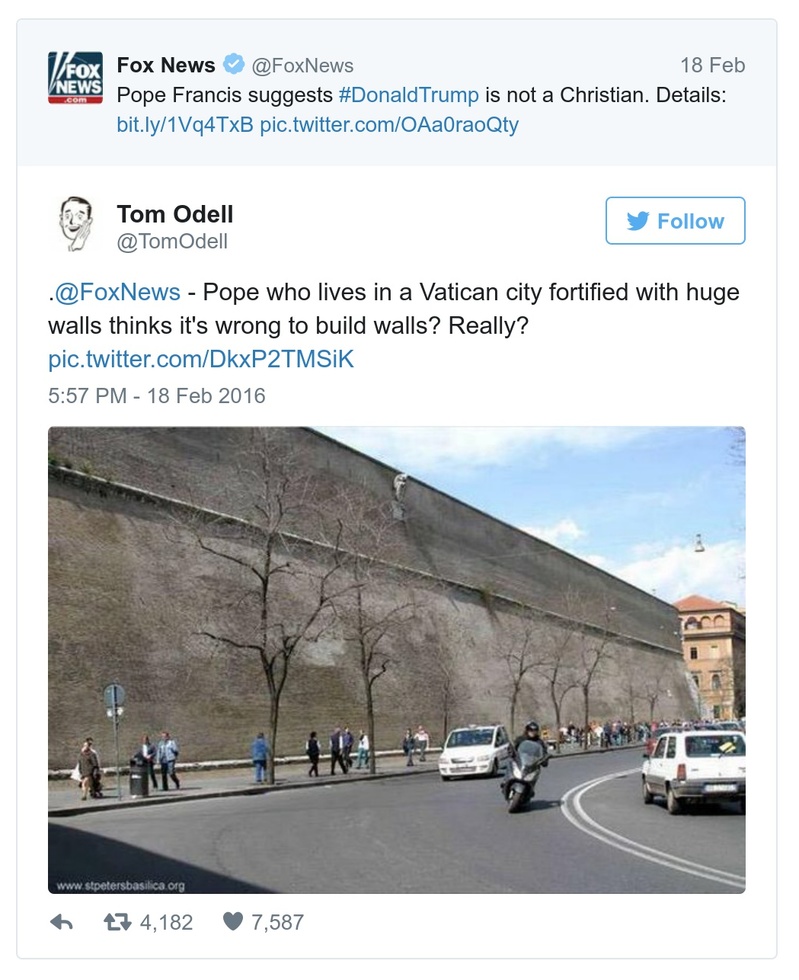 FOX
NEWS
.com
Fox News @FoxNews 18 Feb
Pope Francis suggests #DonaldTrump is not a Christian. Details:
bit.ly/1Vq4TxB pic.twitter.com/OAa0raoQty
Tom Odell
@TomOdell
Follow
.@FoxNews - Pope who lives in a Vatican city fortified with huge
walls thinks it's wrong to build walls? Really?
pic.twitter.com/DkxP2TMSiK
5:57 PM - 18 Feb 2016
www.stpetersbasilica.org
4,182 7,587